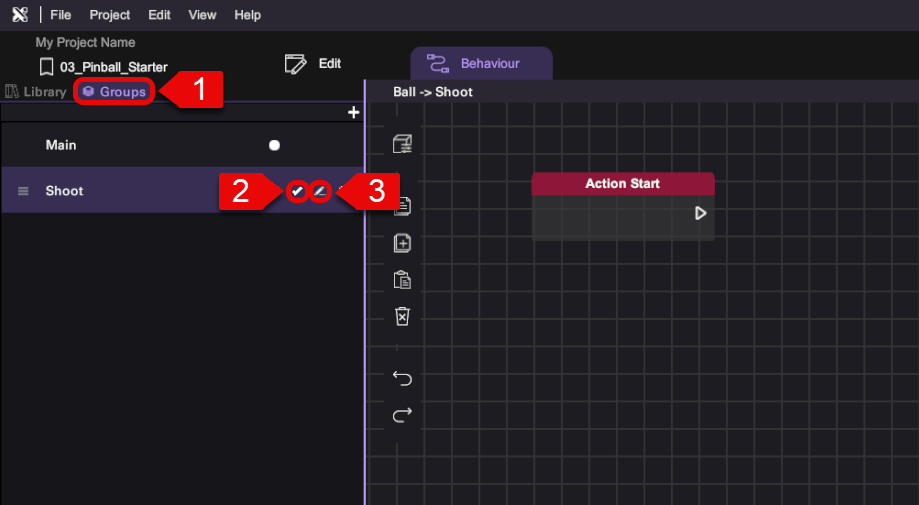 File Project Edit View Help
My Project Name
03_Pinball_Starter
Edit
Behaviour
Library
Groups
1
Ball -> Shoot
Main
Shoot
2
3
Action Start